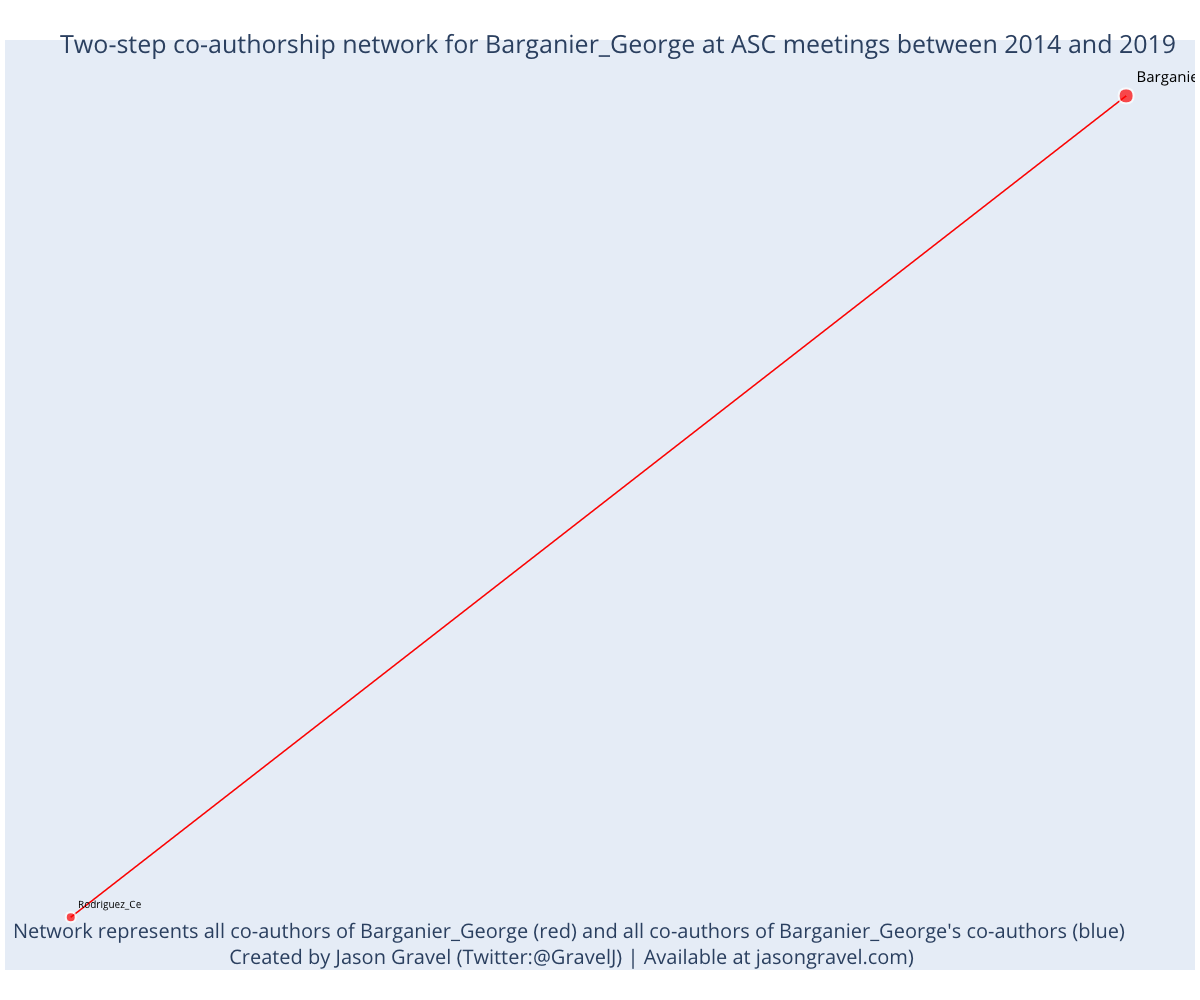 Two-step co-authorship network for Barganier_George at ASC meetings between 2014 and 2019
Barganie
Rodriguez_Ce
Network represents all co-authors of Barganier_George (red) and all co-authors of Barganier_George's co-authors (blue)
Created by Jason Gravel (Twitter:@GravelJ) | Available at jasongravel.com)